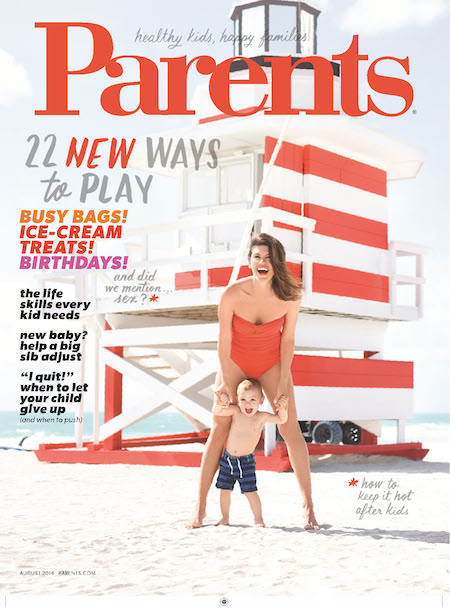 healthy kids, happy families
Parents®
22 NEW WAYS
to PLAY
BUSY BAGS!
ICE-CREAM
TREATS!
BIRTHDAYS!
and did
we mention...
sex?*
the life
skills every
kid needs
new baby?
help a big
sib adjust
“I quit!”
when to let
your child
give up
(and when to push)
*how to
keep it hot
after kids
AUGUST 2014 PARENTS.COM